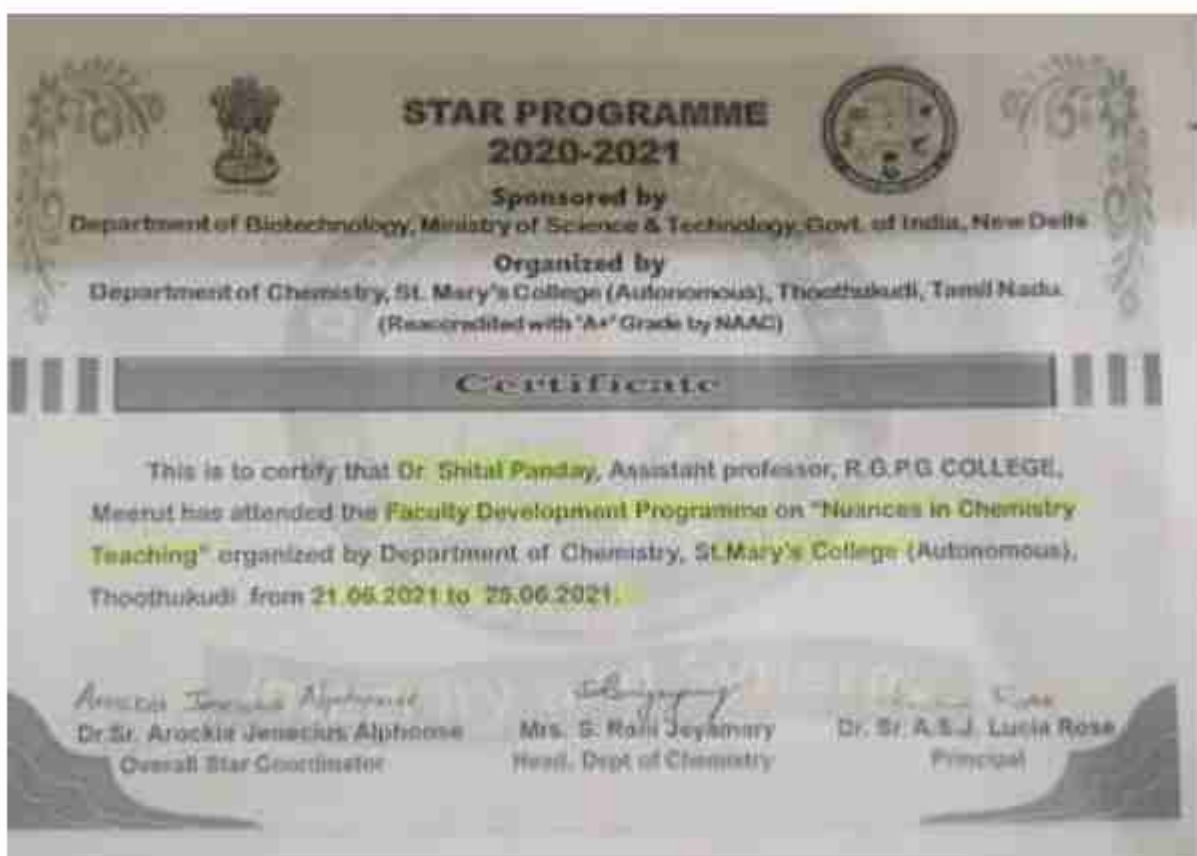 STAR PROGRAMME
2020-2021
Sponsored by
Department of Biotechnology, Ministry of Science & Technology, Govt. of India, New Delhi
Organized by
Department of Chemistry, St. Mary's College (Autonomous), Thoothukudi, Tamil Nadu.
(Reaccredited with "A+" Grade by NAAC)
Certificate
This is to certify that Dr. Shital Panday, Assistant professor, R.G.P.G COLLEGE,
Meerut has attended the Faculty Development Programme on "Nuances in Chemistry
Teaching" organized by Department of Chemistry, St.Mary's College (Autonomous),
Thoothukudi from 21.06.2021 to 25.06.2021.
Arockia Jenecius Alphonse
Dr.Sr. Arockia Jenecius Alphonse
Mrs. S. Rani Jeyamary
Dr. Sr. A.S.J. Lucia Rose
Overall Star Coordinator
Head, Dept of Chemistry
Principal